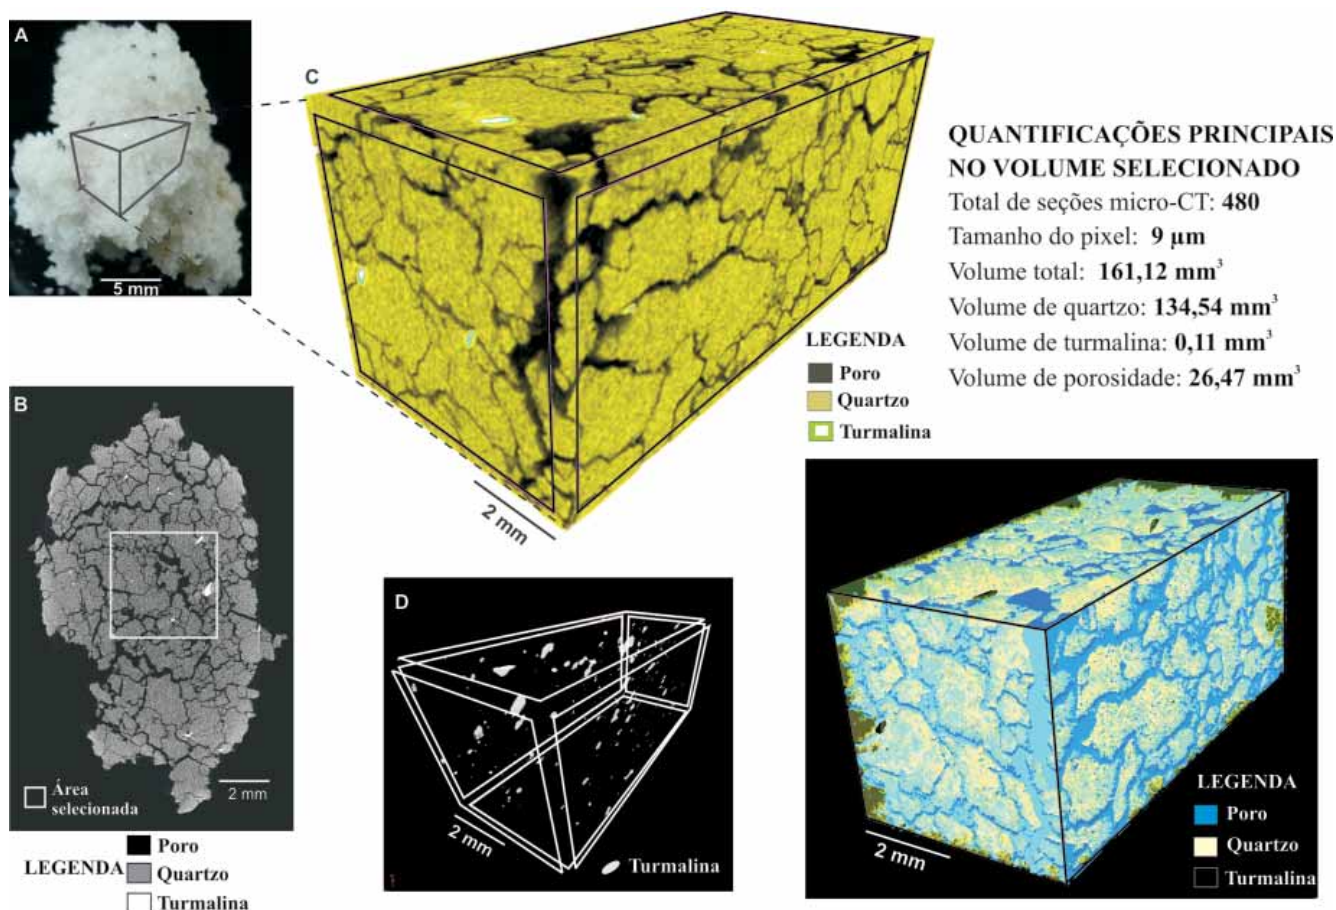 A
C
QUANTIFICAÇÕES PRINCIPAIS
NO VOLUME SELECIONADO
Total de seções micro-CT: 480
Tamanho do pixel: 9 µm
Volume total: 161,12 mm³
Volume de quartzo: 134,54 mm³
Volume de turmalina: 0,11 mm³
Volume de porosidade: 26,47 mm³
5 mm
LEGENDA
Poro
Quartzo
Turmalina
2 mm
B
Área
selecionada
2 mm
LEGENDA
Poro
Quartzo
Turmalina
D
2 mm
Turmalina
2 mm
LEGENDA
Poro
Quartzo
Turmalina